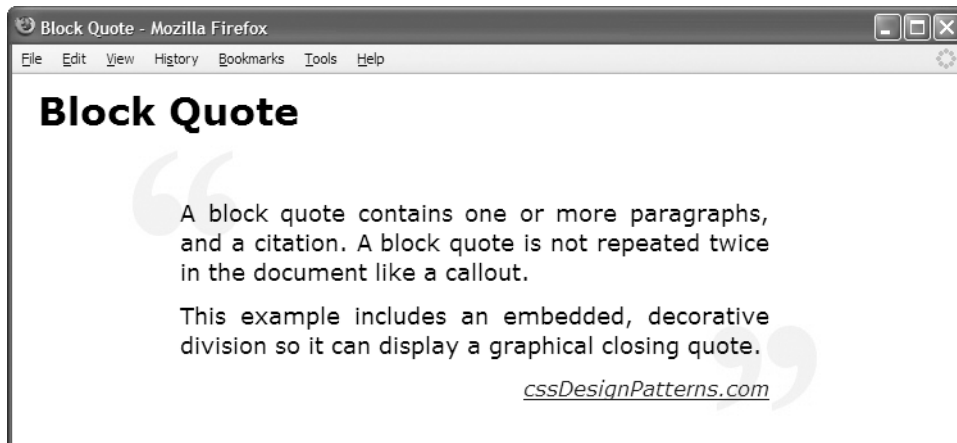 Block Quote - Mozilla Firefox
File Edit View History Bookmarks Tools Help
Block Quote
“
A block quote contains one or more paragraphs,
and a citation. A block quote is not repeated twice
in the document like a callout.
This example includes an embedded, decorative
division so it can display a graphical closing quote.
”
cssDesignPatterns.com